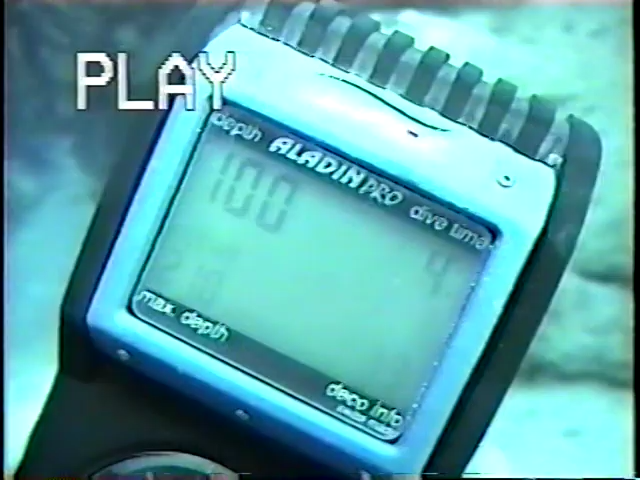 PLAY
depth ALADIN PRO dive time
100
4
max. depth
deco info